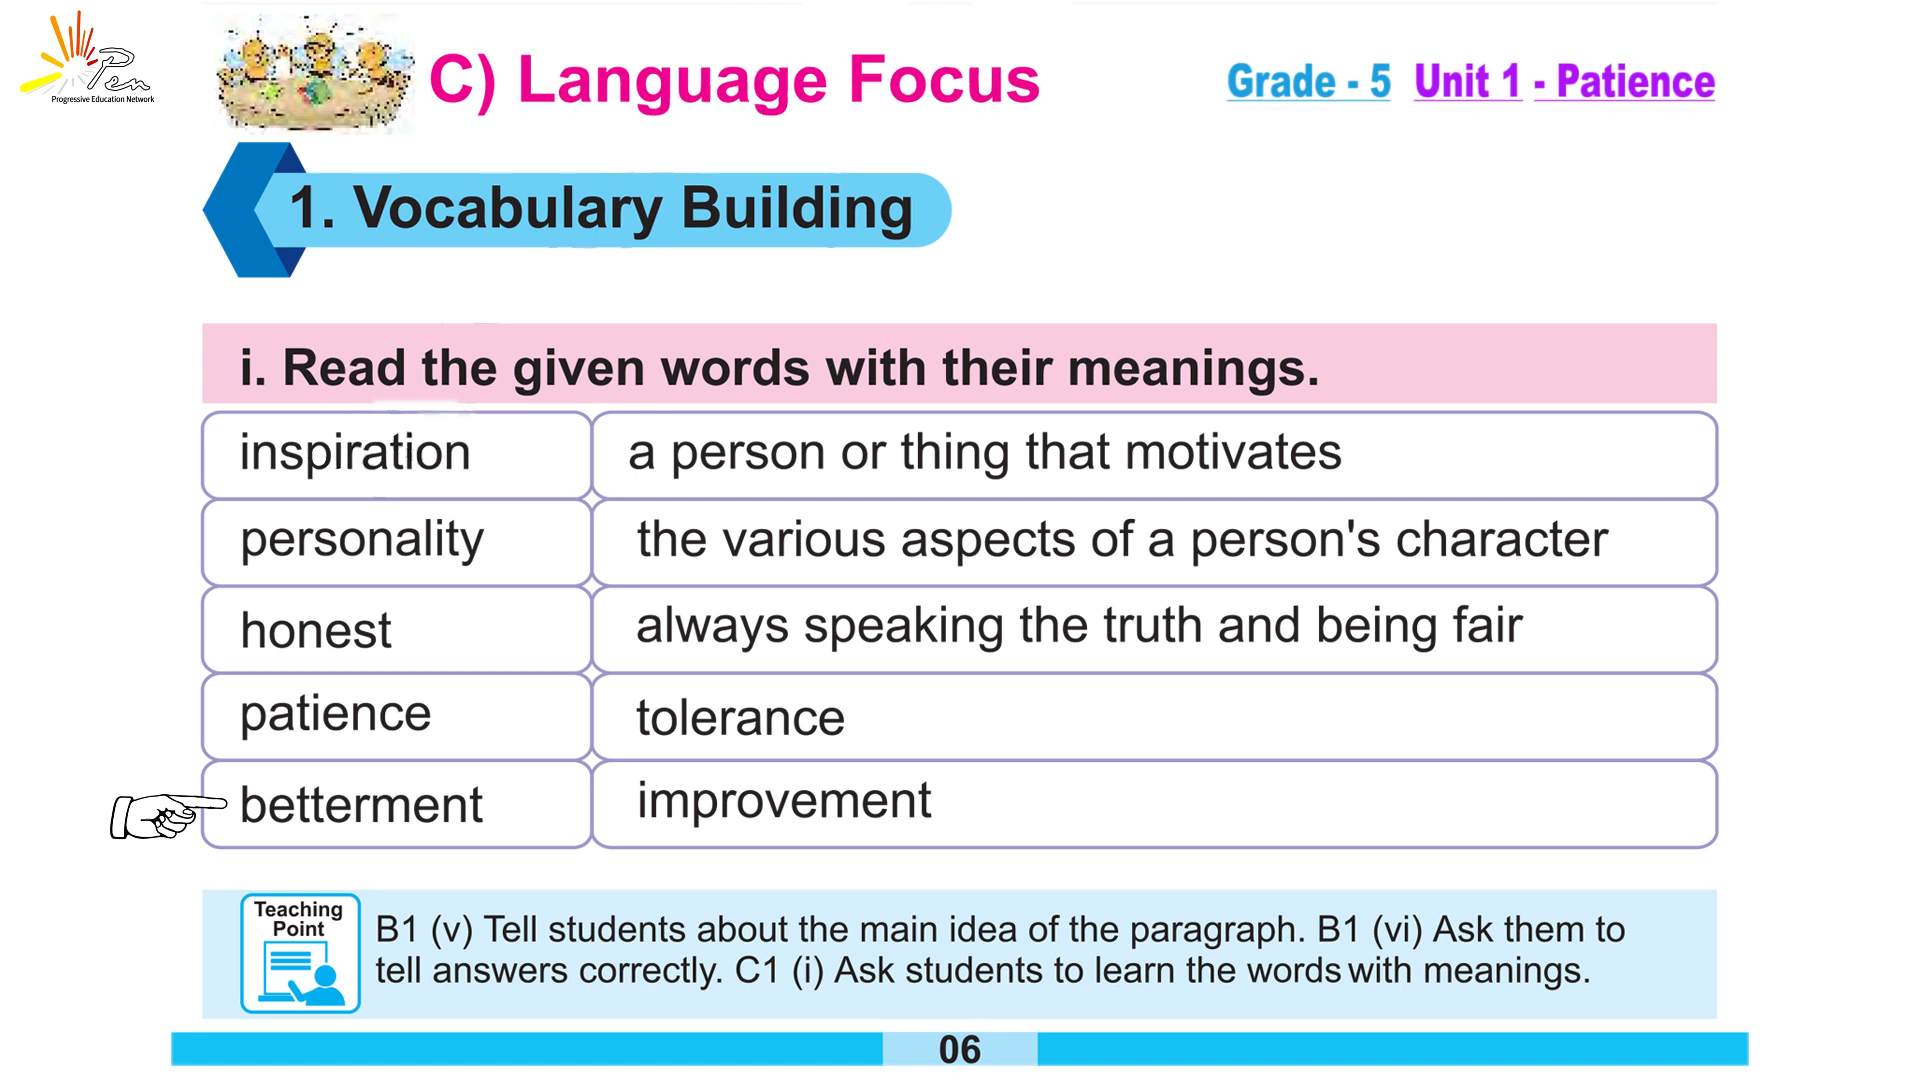 Pen
Progressive Education Network
C) Language Focus
Grade - 5 Unit 1 - Patience
1. Vocabulary Building
i. Read the given words with their meanings.
inspiration a person or thing that motivates
personality the various aspects of a person's character
honest always speaking the truth and being fair
patience tolerance
betterment improvement
Teaching
Point
B1 (v) Tell students about the main idea of the paragraph. B1 (vi) Ask them to
tell answers correctly. C1 (i) Ask students to learn the words with meanings.
06